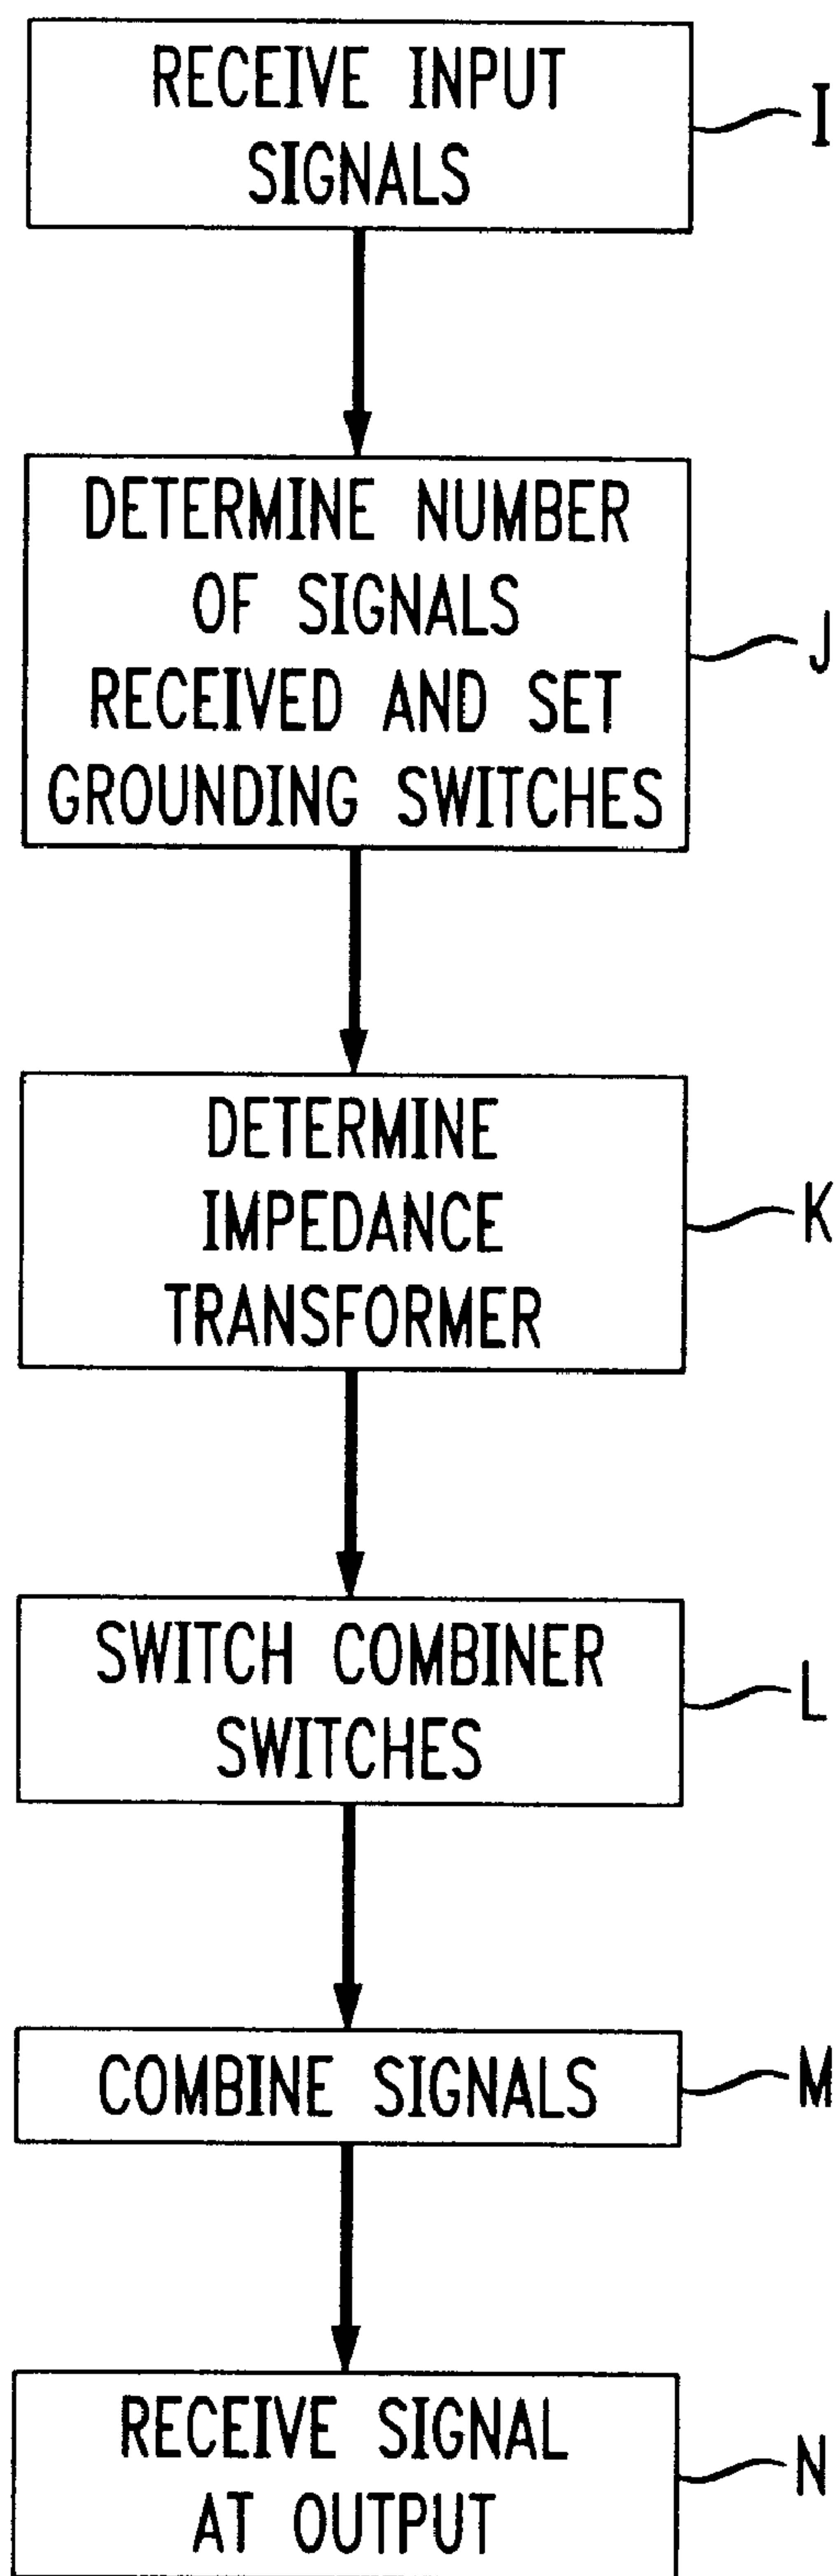 RECEIVE INPUT
SIGNALS
I
DETERMINE NUMBER
OF SIGNALS
RECEIVED AND SET
GROUNDING SWITCHES
J
DETERMINE
IMPEDANCE
TRANSFORMER
K
SWITCH COMBINER
SWITCHES
L
COMBINE SIGNALS
M
RECEIVE SIGNAL
AT OUTPUT
N